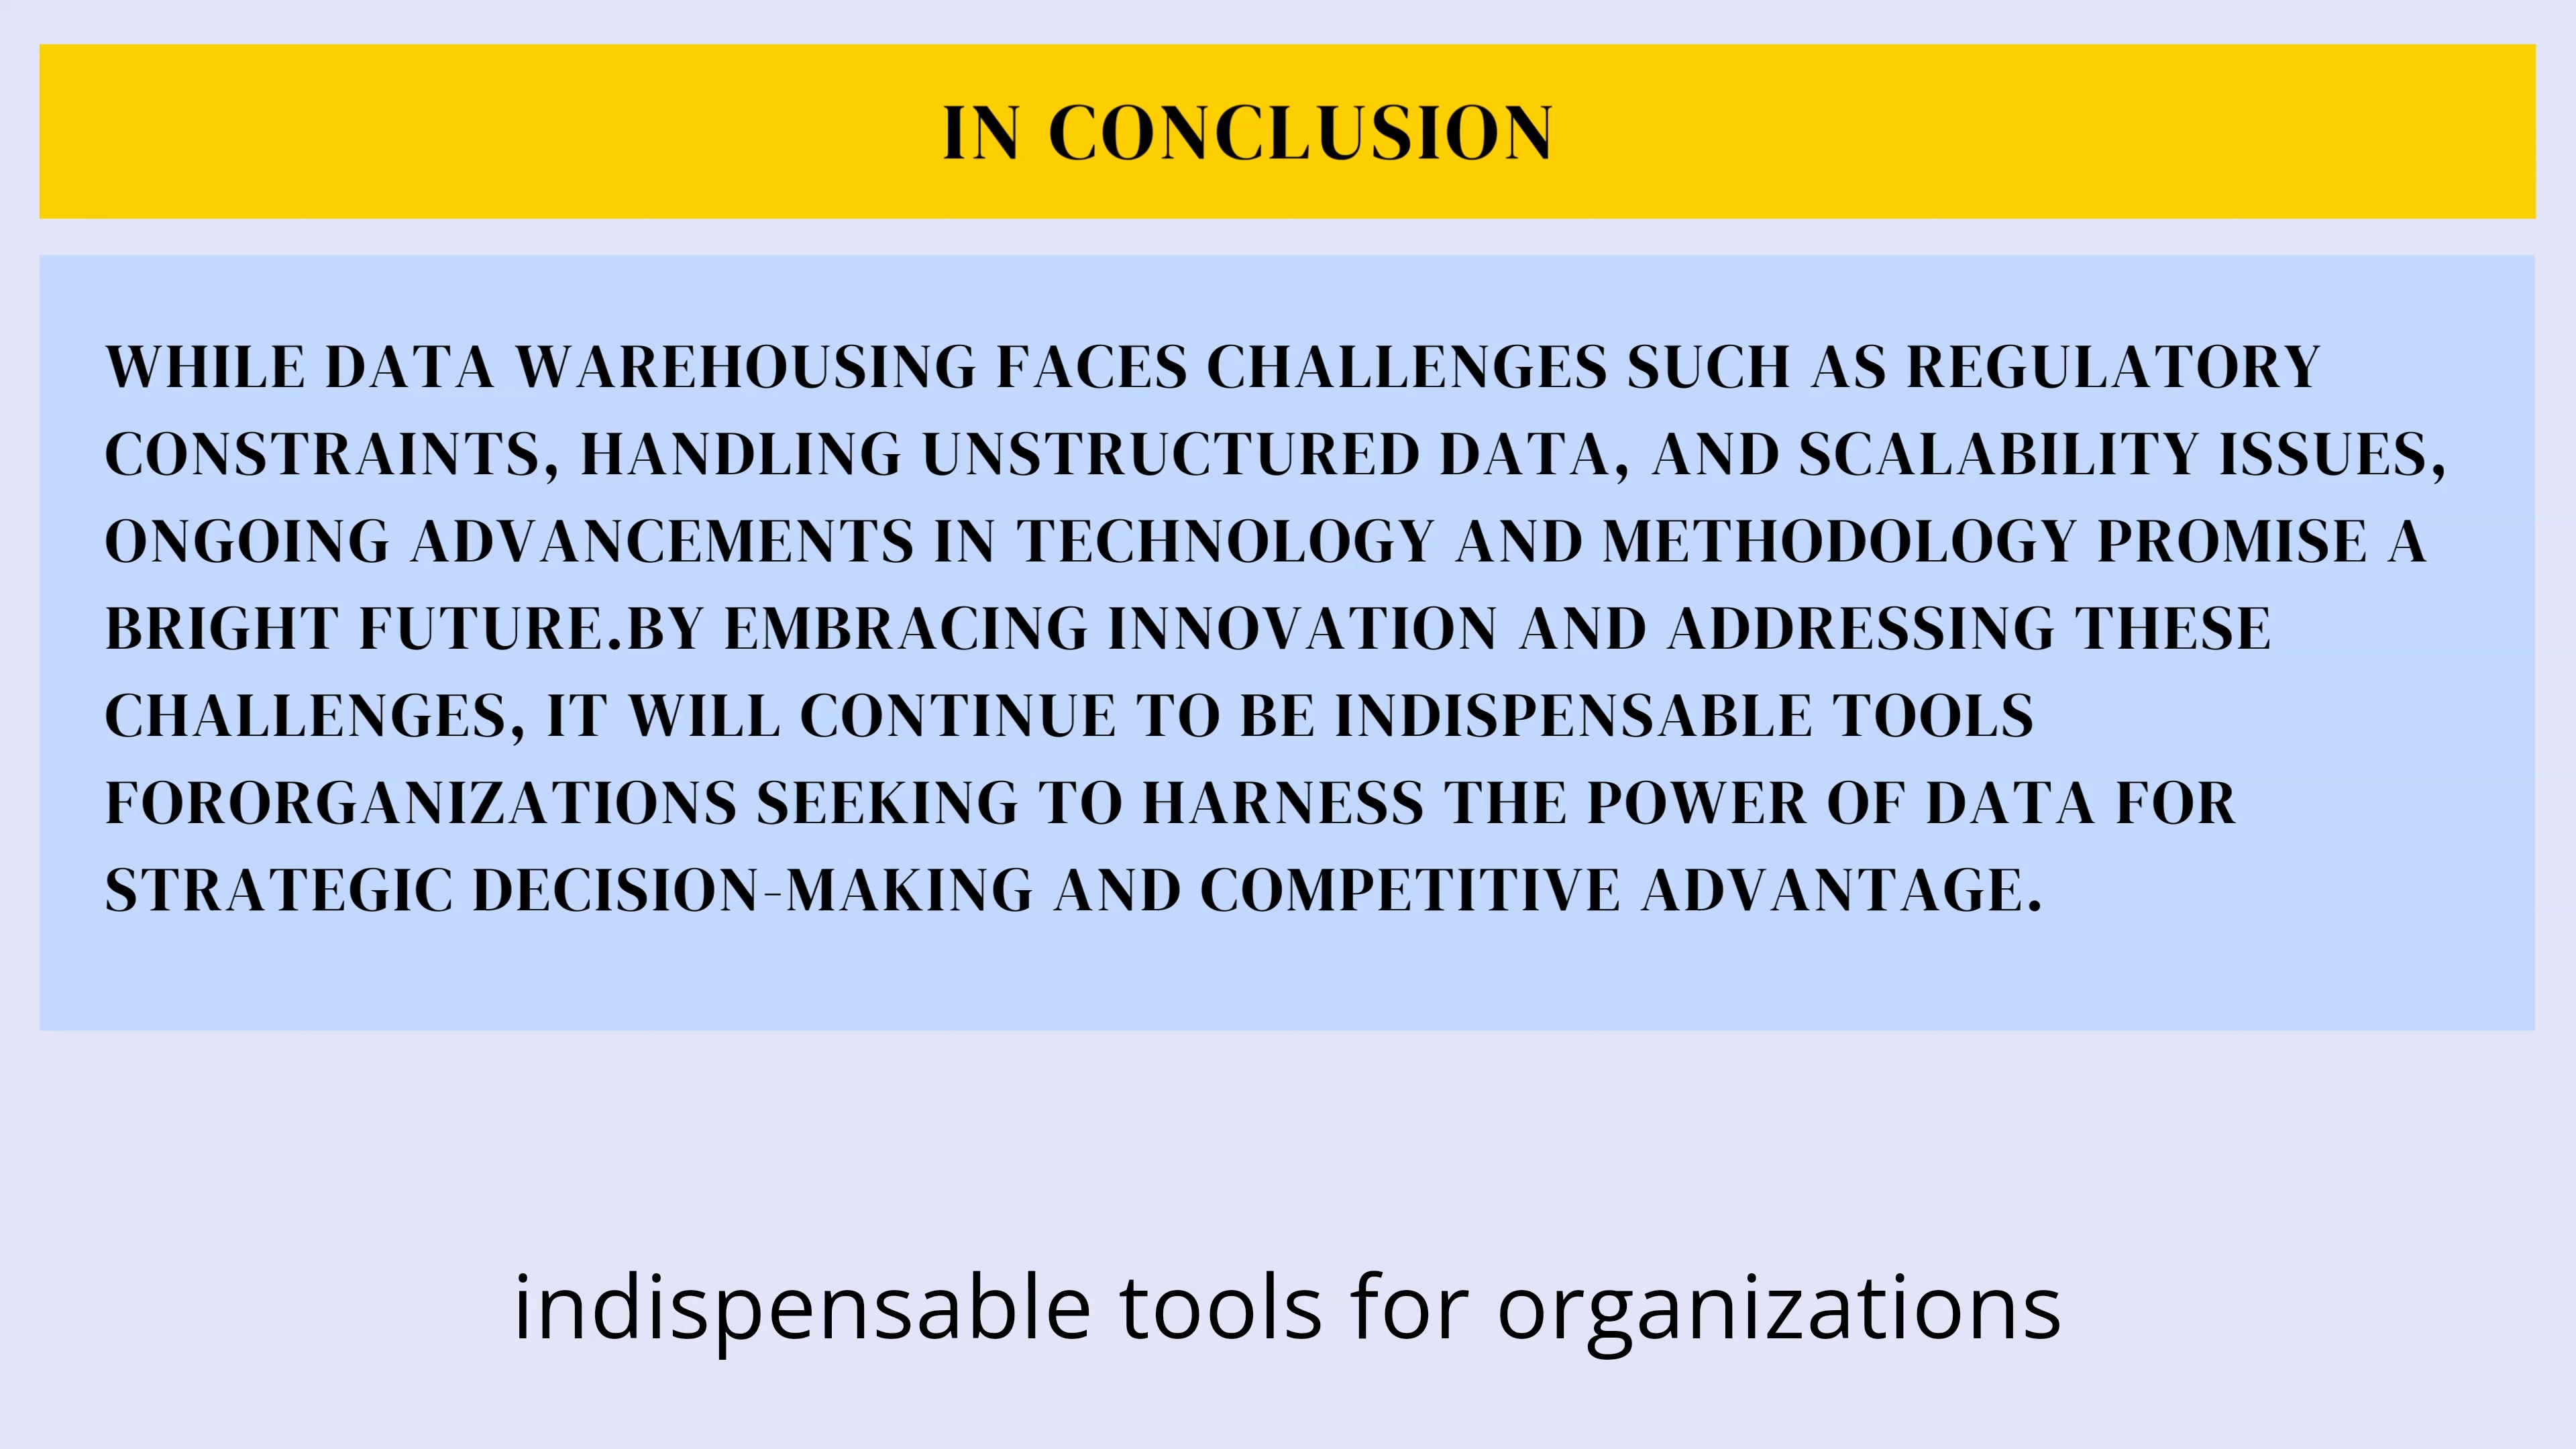 IN CONCLUSION
WHILE DATA WAREHOUSING FACES CHALLENGES SUCH AS REGULATORY
CONSTRAINTS, HANDLING UNSTRUCTURED DATA, AND SCALABILITY ISSUES,
ONGOING ADVANCEMENTS IN TECHNOLOGY AND METHODOLOGY PROMISE A
BRIGHT FUTURE.BY EMBRACING INNOVATION AND ADDRESSING THESE
CHALLENGES, IT WILL CONTINUE TO BE INDISPENSABLE TOOLS
FORORGANIZATIONS SEEKING TO HARNESS THE POWER OF DATA FOR
STRATEGIC DECISION-MAKING AND COMPETITIVE ADVANTAGE.
indispensable tools for organizations